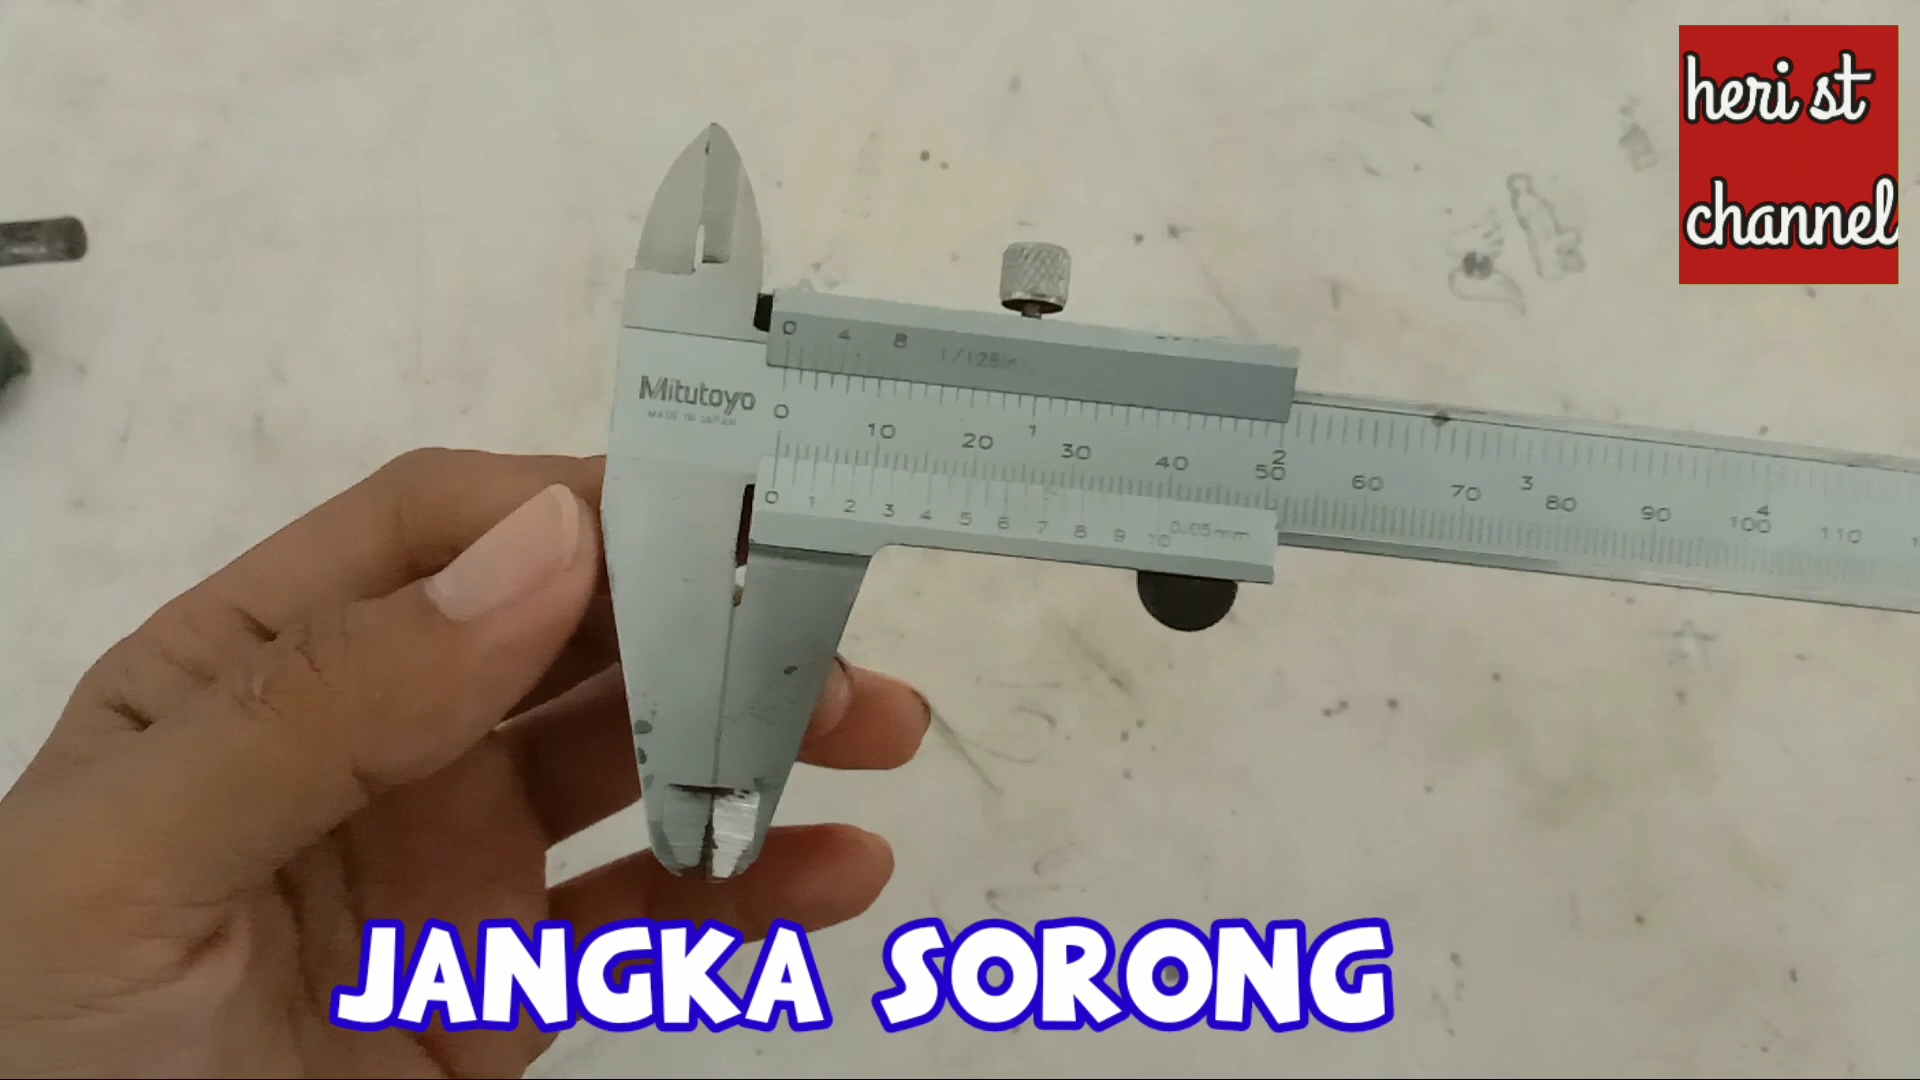 heri st
channel
0 4 8 1/128in
Mitutoyo
MADE IN JAPAN
0 1 2 3 4
10 20 30 40 50 60 70 80 90 100 110
0 1 2 3 4 5 6 7 8 9 10 0.05mm
JANGKA SORONG